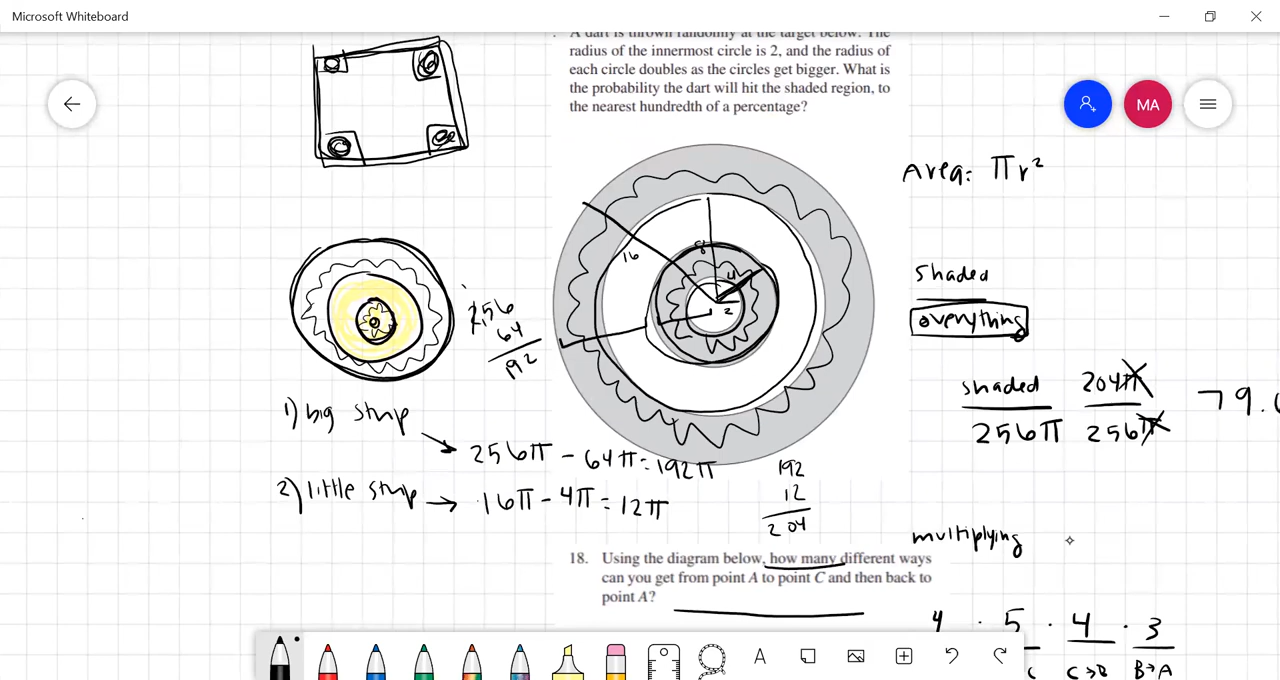 Microsoft Whiteboard
A dart is thrown randomly at the target below. The
radius of the innermost circle is 2, and the radius of
each circle doubles as the circles get bigger. What is
the probability the dart will hit the shaded region, to
the nearest hundredth of a percentage?
MA
Area: πr²
8
16
4
2
shaded
everything
256
64
192
shaded
256π
204π
256π
79.
1) big strip
→ 256π - 64π = 192π
2) little strip → 16π - 4π = 12π
192
12
204
multiplying
18. Using the diagram below, how many different ways
can you get from point A to point C and then back to
point A?
4 · 5 · 4 · 3
C C→B B→A
A